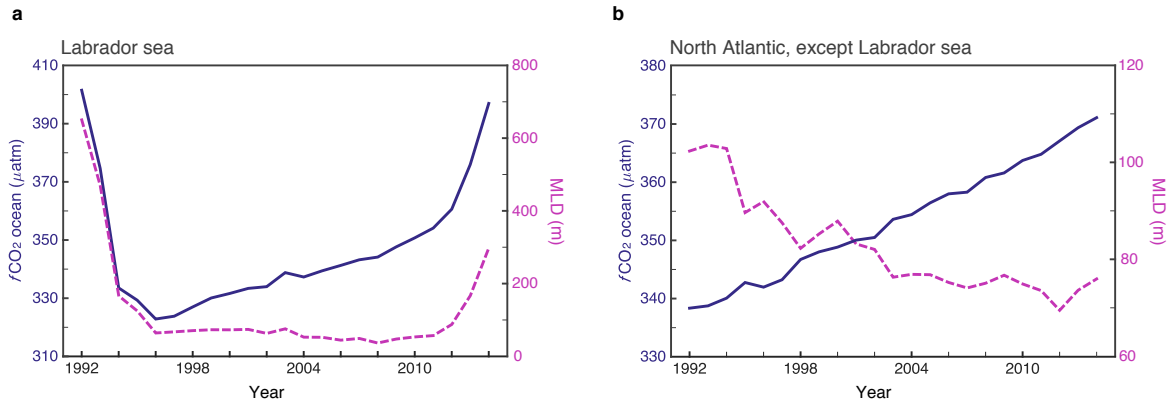 a
Labrador sea
410
390
370
350
330
310
fCO2 ocean (μatm)
800
600
400
200
0
MLD (m)
1992
1998
2004
2010
Year
b
North Atlantic, except Labrador sea
380
370
360
350
340
330
fCO2 ocean (μatm)
120
100
80
60
MLD (m)
1992
1998
2004
2010
Year